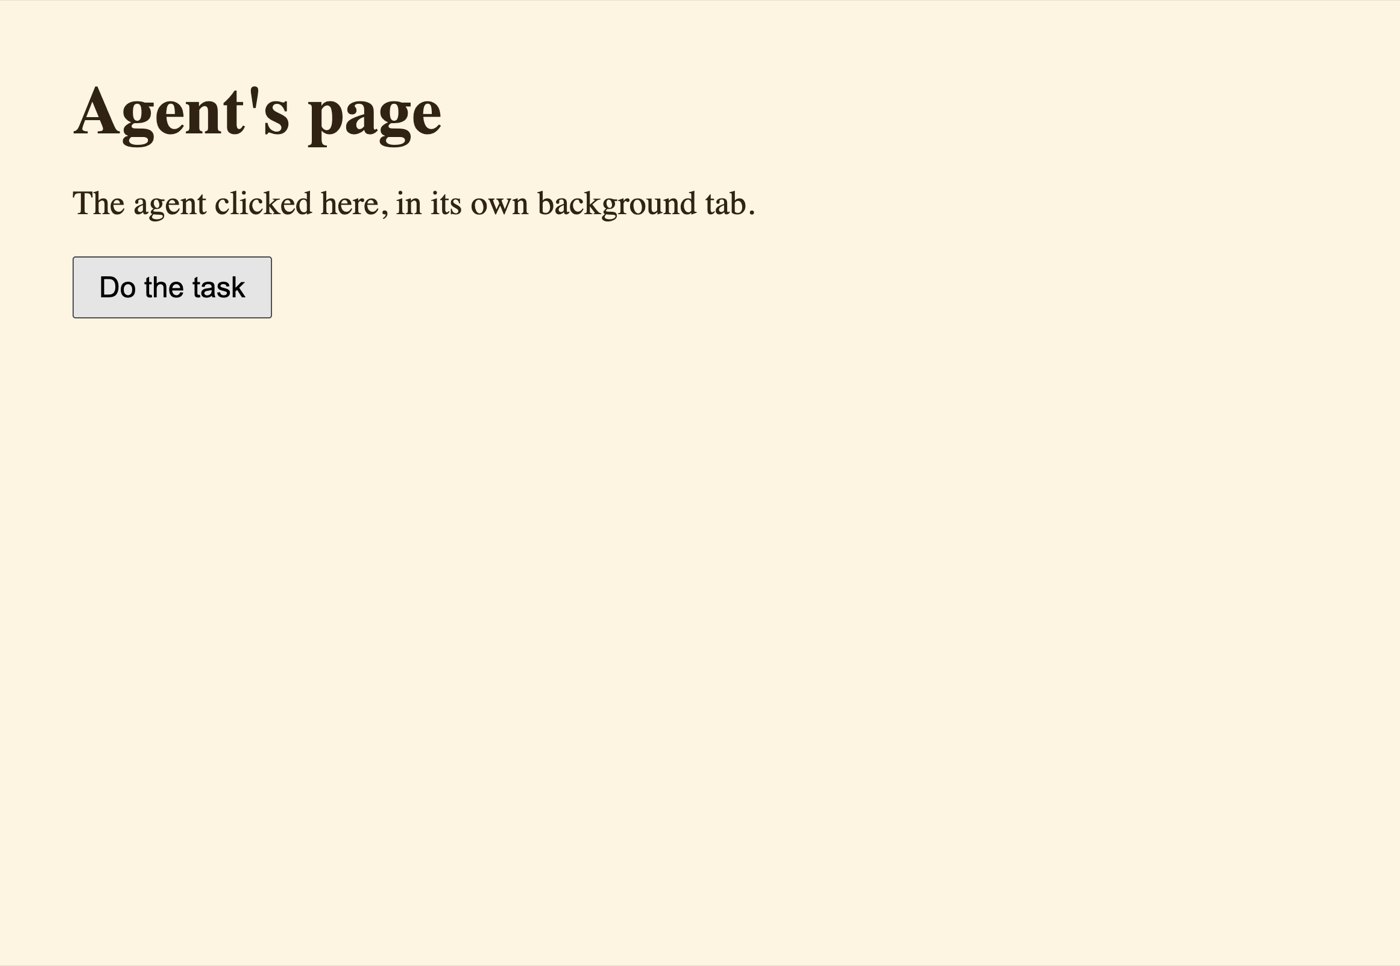 Agent's page
The agent clicked here, in its own background tab.
Do the task